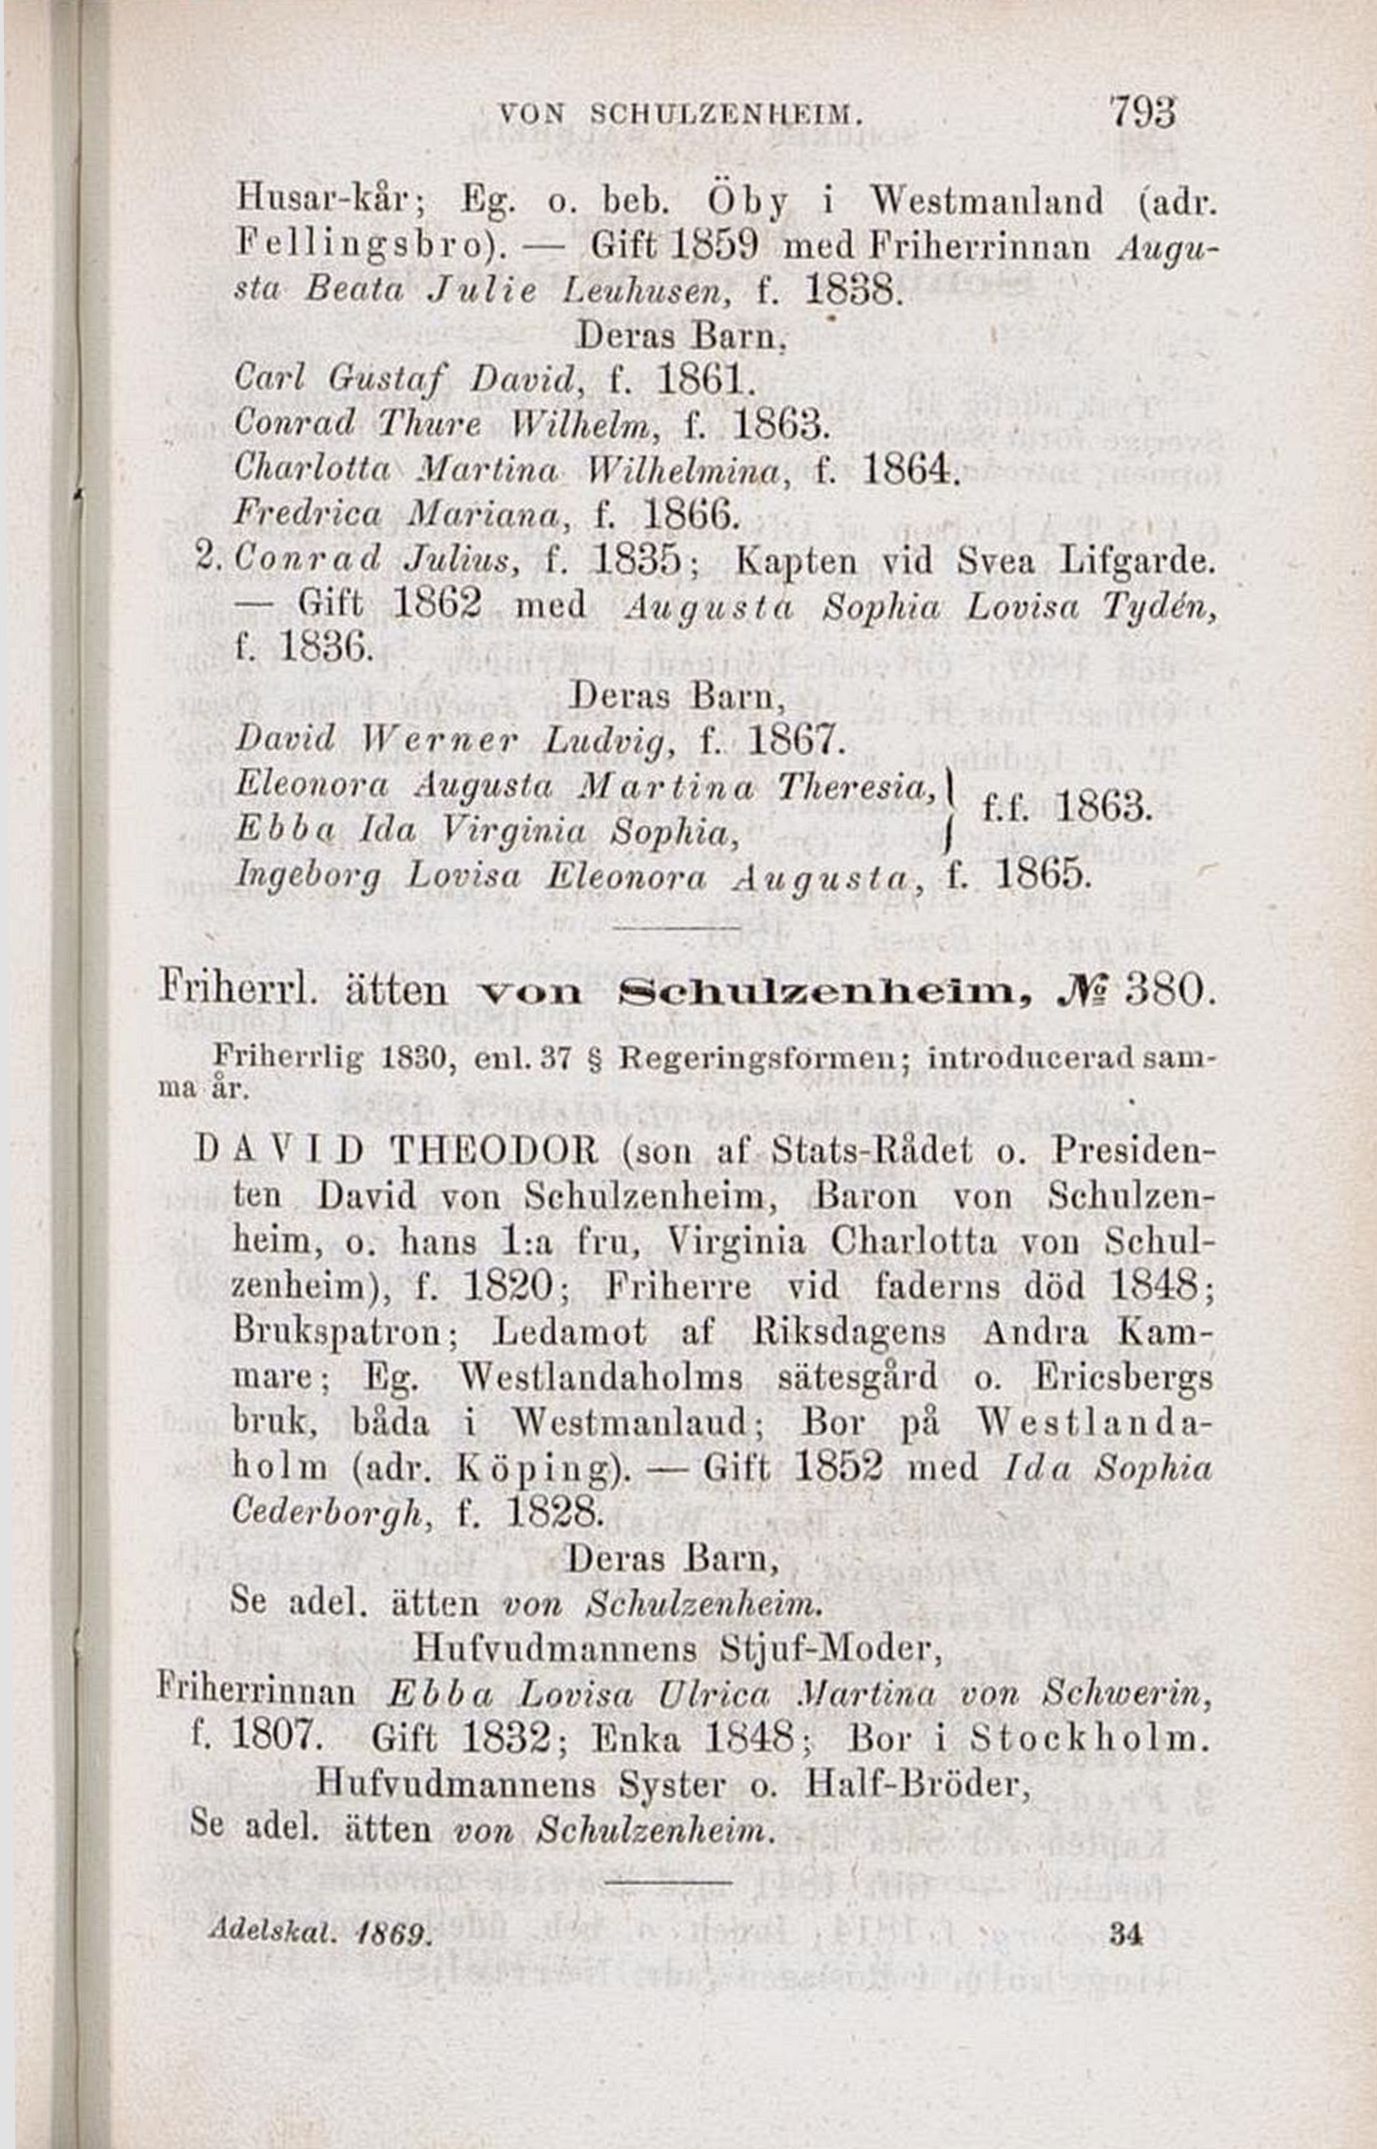 VON SCHULZENHEIM. 793
Husar-kår; Eg. o. beb. Öby i Westmanland (adr.
Fellingsbro). — Gift 1859 med Friherrinnan Augu-
sta Beata Julie Leuhusen, f. 1838.
Deras Barn,
Carl Gustaf David, f. 1861.
Conrad Thure Wilhelm, f. 1863.
Charlotta Martina Wilhelmina, f. 1864.
Fredrica Mariana, f. 1866.
2. Conrad Julius, f. 1835; Kapten vid Svea Lifgarde.
— Gift 1862 med Augusta Sophia Lovisa Tydén,
f. 1836.
Deras Barn,
David Werner Ludvig, f. 1867.
Eleonora Augusta Martina Theresia,} f.f. 1863.
Ebba Ida Virginia Sophia,
Ingeborg Lovisa Eleonora Augusta, f. 1865.
Friherrl. ätten von Schulzenheim, № 380.
Friherrlig 1830, enl. 37 § Regeringsformen; introducerad sam-
ma år.
DAVID THEODOR (son af Stats-Rådet o. Presiden-
ten David von Schulzenheim, Baron von Schulzen-
heim, o. hans 1:a fru, Virginia Charlotta von Schul-
zenheim), f. 1820; Friherre vid faderns död 1848;
Brukspatron; Ledamot af Riksdagens Andra Kam-
mare; Eg. Westlandaholms sätesgård o. Ericsbergs
bruk, båda i Westmanlaud; Bor på Westlanda-
holm (adr. Köping). — Gift 1852 med Ida Sophia
Cederborgh, f. 1828.
Deras Barn,
Se adel. ätten von Schulzenheim.
Hufvudmannens Stjuf-Moder,
Friherrinnan Ebba Lovisa Ulrica Martina von Schwerin,
f. 1807. Gift 1832; Enka 1848; Bor i Stockholm.
Hufvudmannens Syster o. Half-Bröder,
Se adel. ätten von Schulzenheim.
Adelskal. 1869. 34